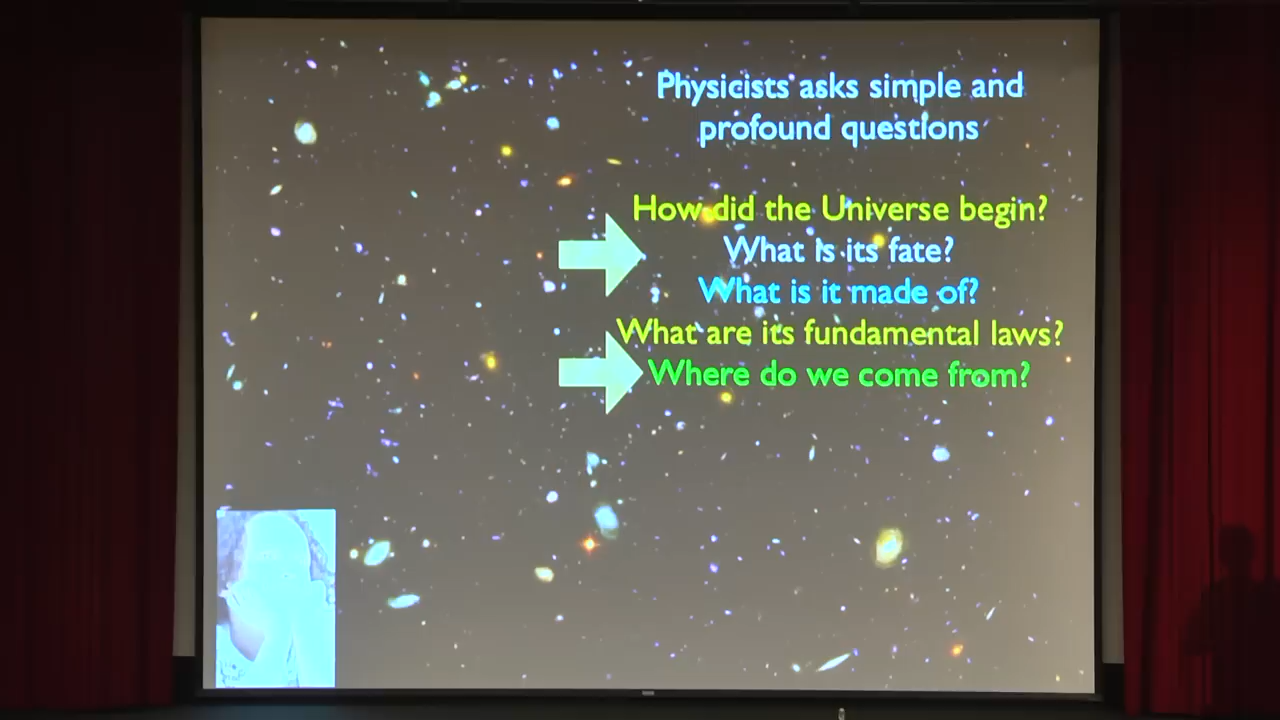 Physicists asks simple and
profound questions
How did the Universe begin?
What is its fate?
What is it made of?
What are its fundamental laws?
Where do we come from?